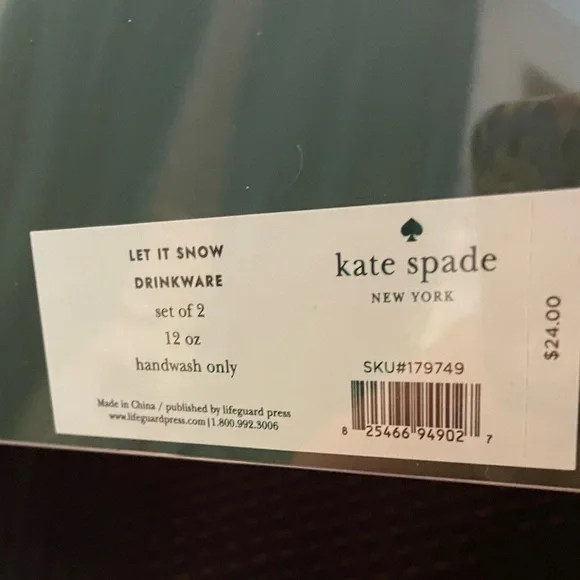 LET IT SNOW
DRINKWARE
set of 2
12 oz
handwash only
Made in China / published by lifeguard press
www.lifeguardpress.com | 1.800.992.3006
kate spade
NEW YORK
SKU#179749
8 25466 94902 7
$24.00